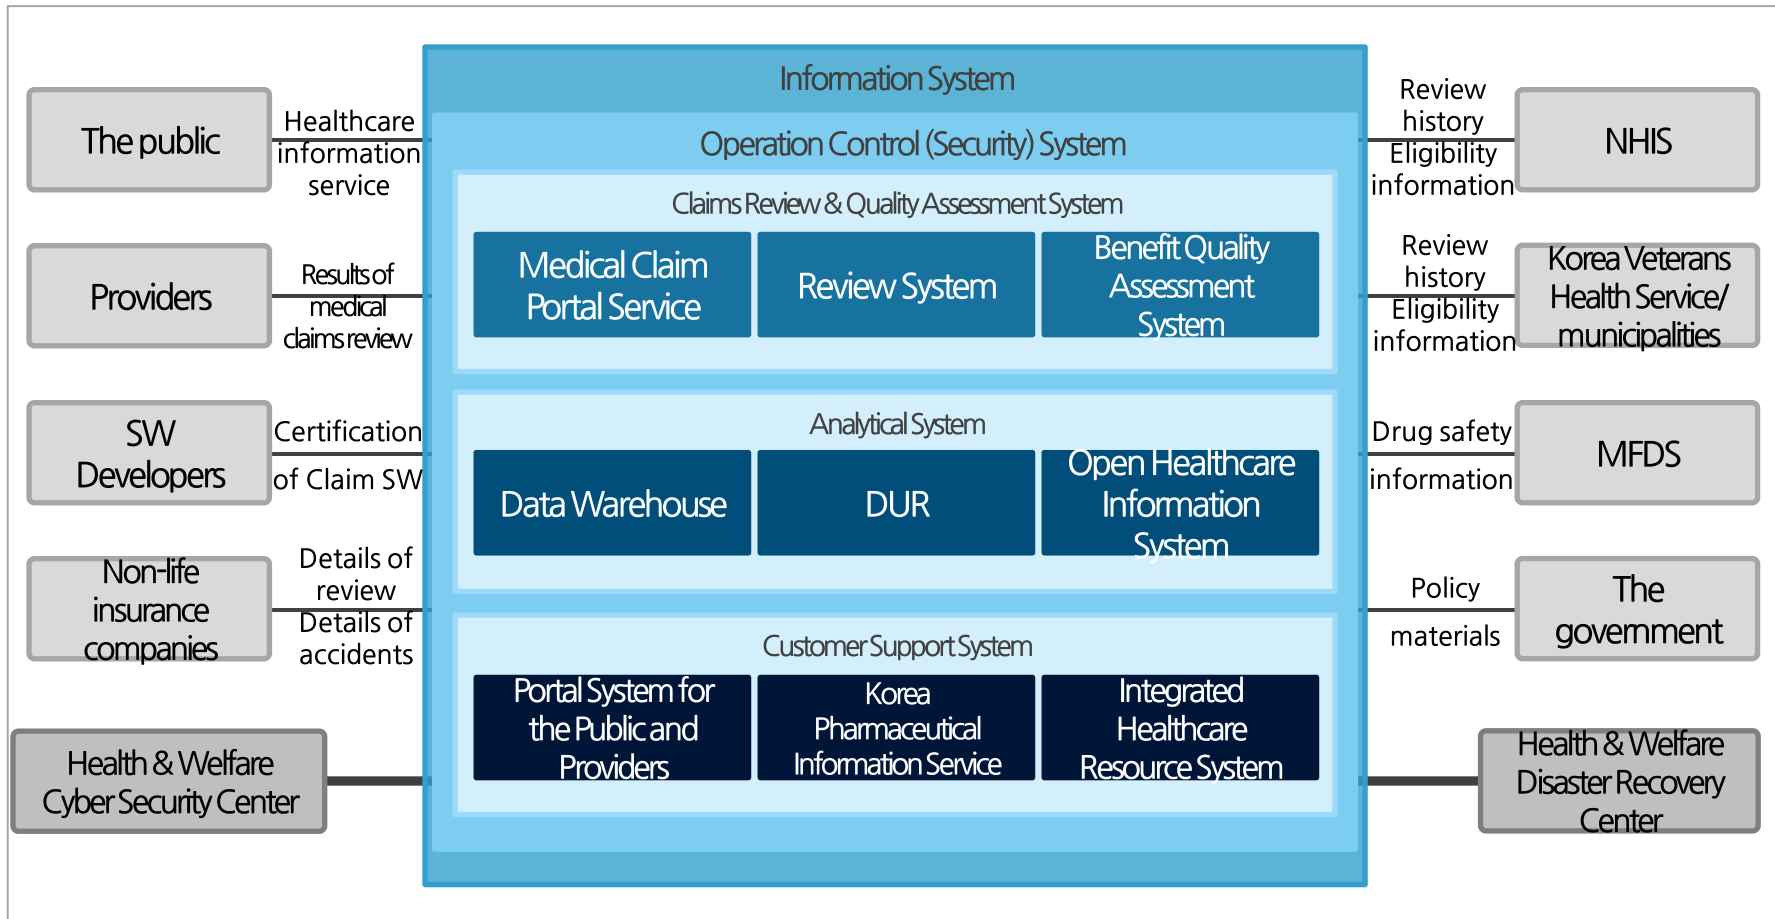 Information System
Operation Control (Security) System
The public
Healthcare
information
service
Providers
Results of
medical
claims review
SW
Developers
Certification
of Claim SW
Non-life
insurance
companies
Details of
review
Details of
accidents
Health & Welfare
Cyber Security Center
Claims Review & Quality Assessment System
Medical Claim
Portal Service
Review System
Benefit Quality
Assessment
System
Analytical System
Data Warehouse
DUR
Open Healthcare
Information
System
Customer Support System
Portal System for
the Public and
Providers
Korea
Pharmaceutical
Information Service
Integrated
Healthcare
Resource System
Review
history
Eligibility
information
NHIS
Review
history
Eligibility
information
Korea Veterans
Health Service/
municipalities
Drug safety
information
MFDS
Policy
materials
The
government
Health & Welfare
Disaster Recovery
Center